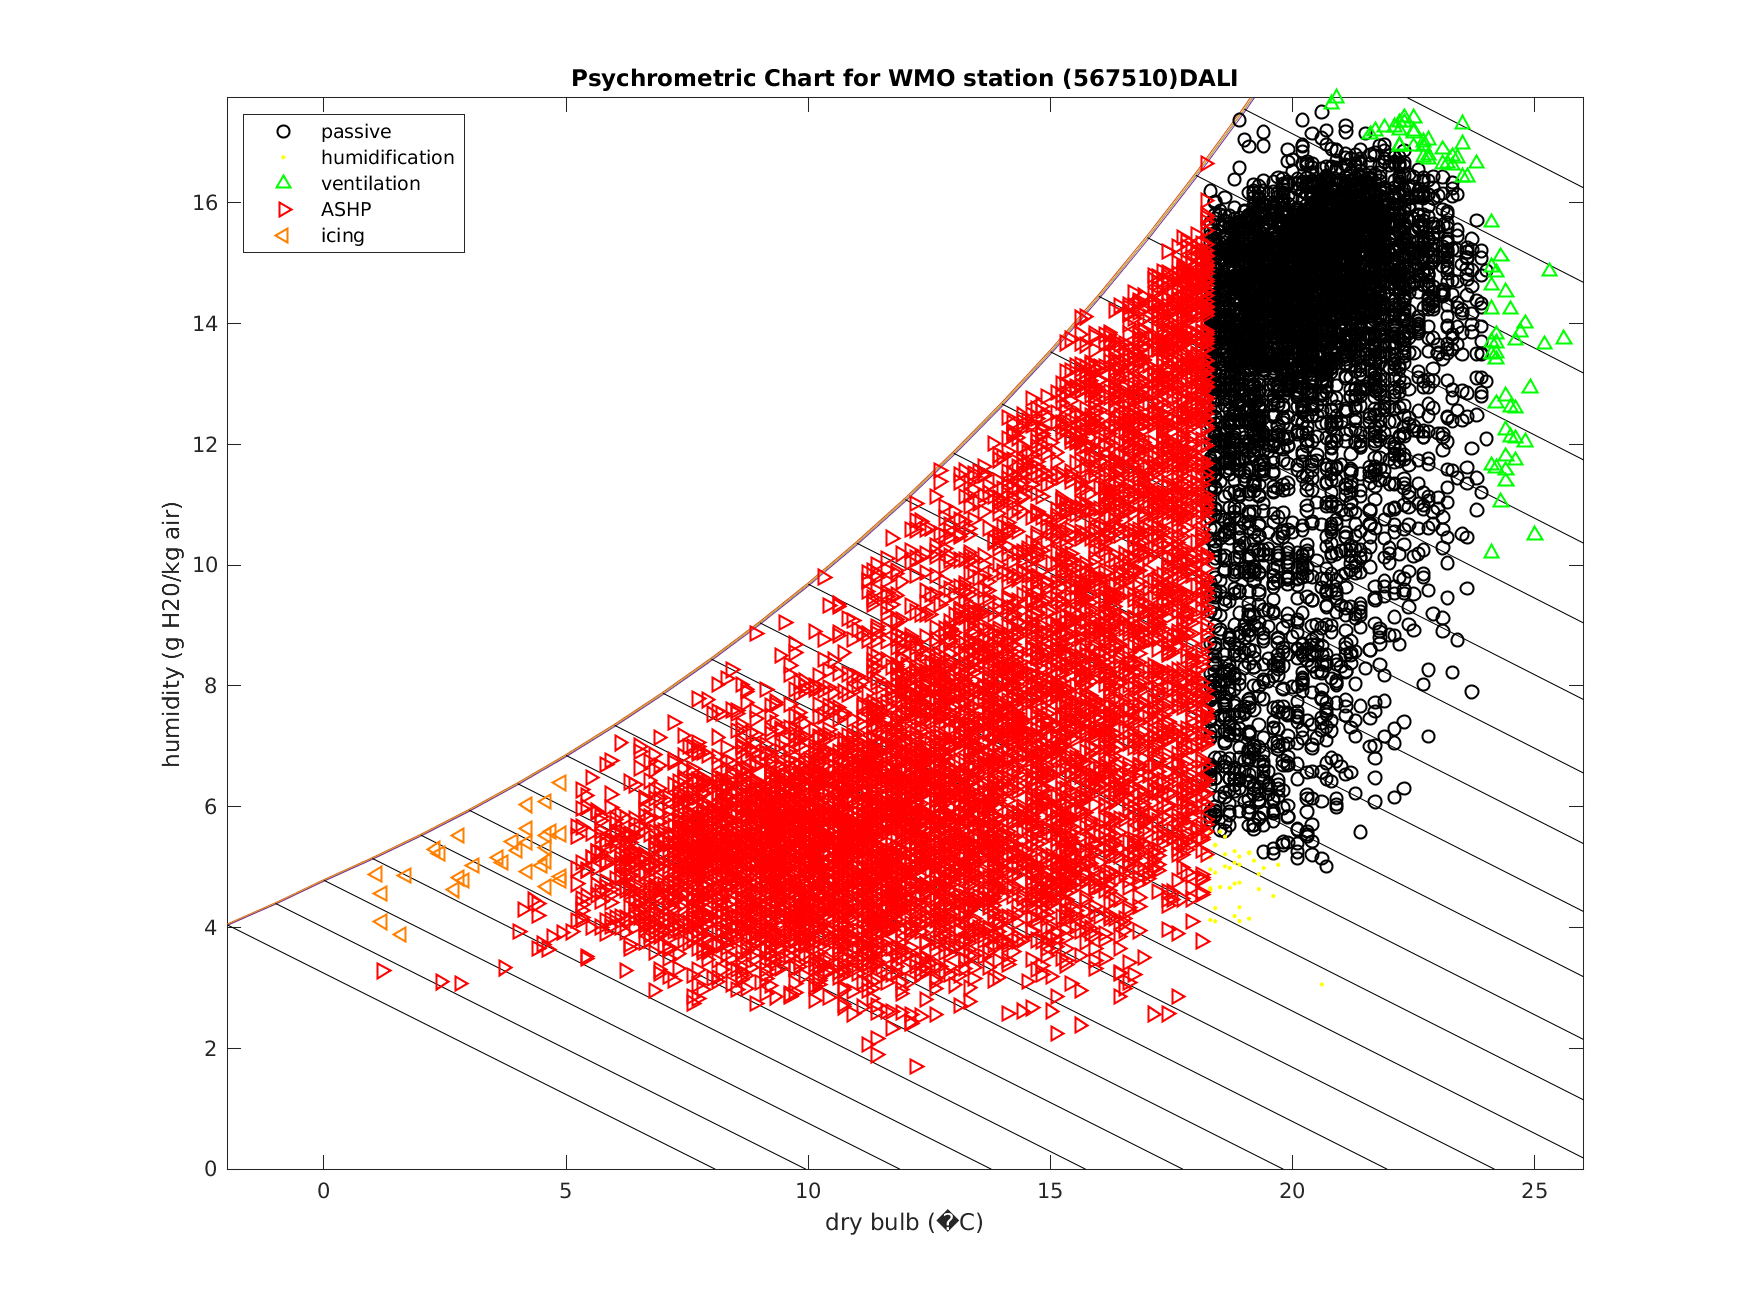 Psychrometric Chart for WMO station (567510)DALI
passive
humidification
ventilation
ASHP
icing
humidity (g H20/kg air)
16
14
12
10
8
6
4
2
0
0 5 10 15 20 25
dry bulb (�C)